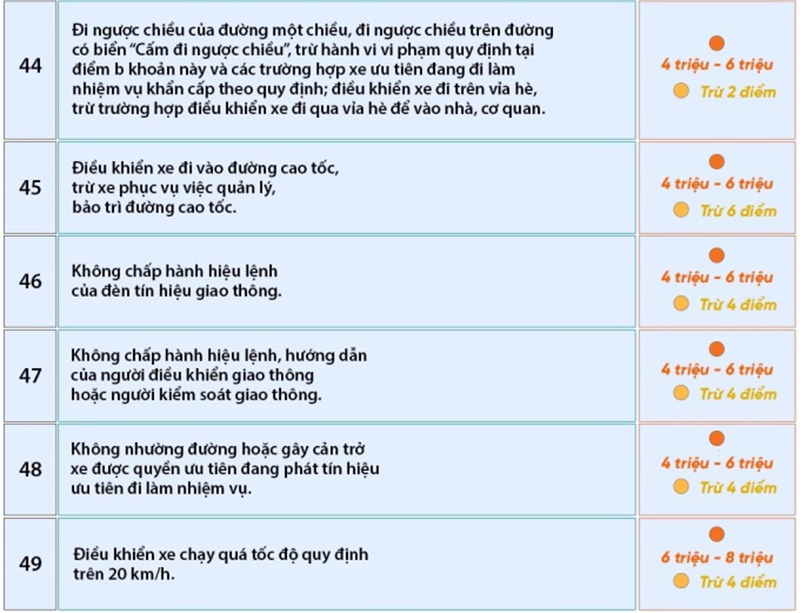 44
Đi ngược chiều của đường một chiều, đi ngược chiều trên đường
có biển “Cấm đi ngược chiều”, trừ hành vi vi phạm quy định tại
điểm b khoản này và các trường hợp xe ưu tiên đang đi làm
nhiệm vụ khẩn cấp theo quy định; điều khiển xe đi trên vỉa hè,
trừ trường hợp điều khiển xe đi qua vỉa hè để vào nhà, cơ quan.
4 triệu - 6 triệu
Trừ 2 điểm
45
Điều khiển xe đi vào đường cao tốc,
trừ xe phục vụ việc quản lý,
bảo trì đường cao tốc.
4 triệu - 6 triệu
Trừ 6 điểm
46
Không chấp hành hiệu lệnh
của đèn tín hiệu giao thông.
4 triệu - 6 triệu
Trừ 4 điểm
47
Không chấp hành hiệu lệnh, hướng dẫn
của người điều khiển giao thông
hoặc người kiểm soát giao thông.
4 triệu - 6 triệu
Trừ 4 điểm
48
Không nhường đường hoặc gây cản trở
xe được quyền ưu tiên đang phát tín hiệu
ưu tiên đi làm nhiệm vụ.
4 triệu - 6 triệu
Trừ 4 điểm
49
Điều khiển xe chạy quá tốc độ quy định
trên 20 km/h.
6 triệu - 8 triệu
Trừ 4 điểm